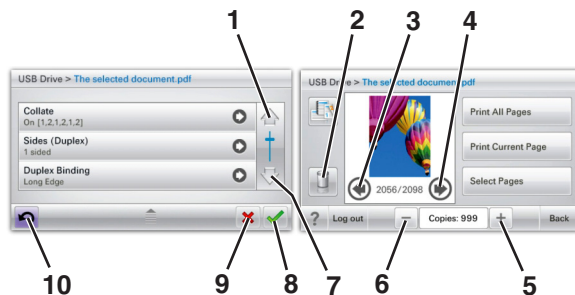 1
2
3
4
USB Drive > The selected document.pdf
Collate
On [1,2,1,2,1,2]
Sides (Duplex)
1 sided
Duplex Binding
Long Edge
USB Drive > The selected document.pdf
Print All Pages
Print Current Page
Select Pages
2056/2098
? Log out
Copies: 999
Back
10
9
8
7
6
5